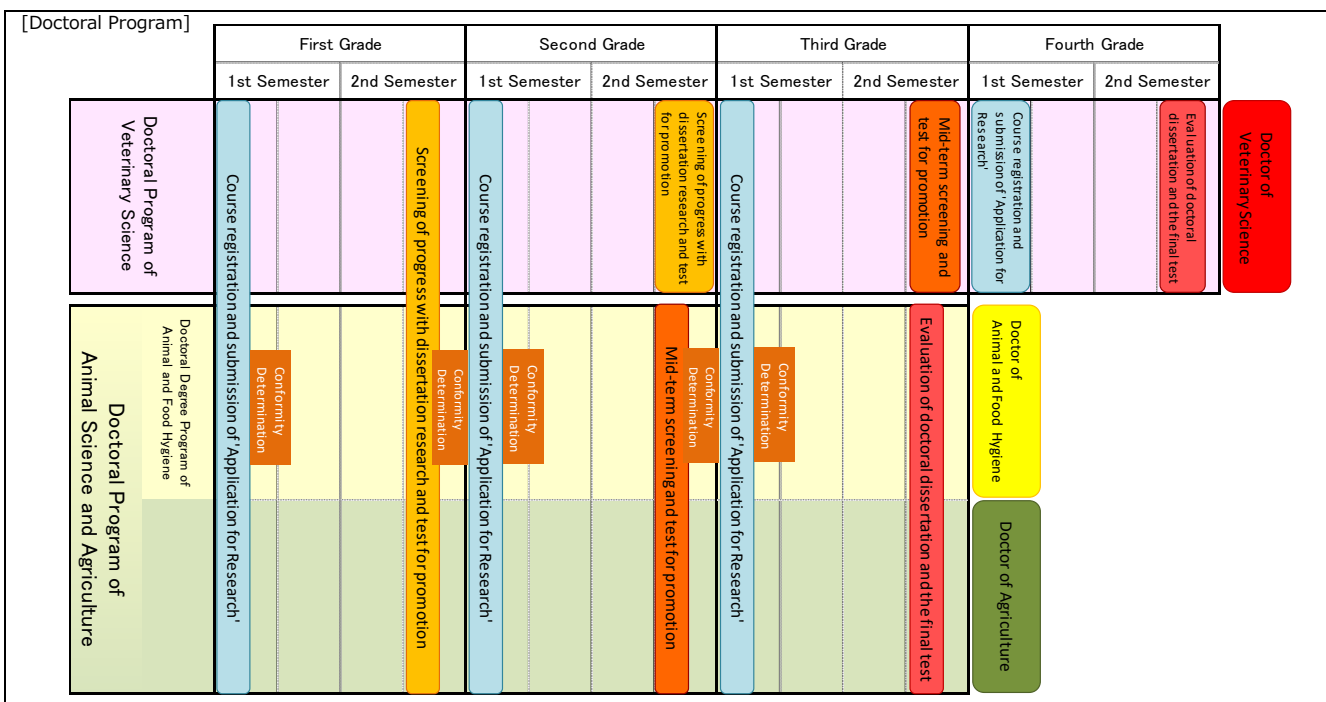 [Doctoral Program]
First Grade
Second Grade
Third Grade
Fourth Grade
1st Semester
2nd Semester
1st Semester
2nd Semester
1st Semester
2nd Semester
1st Semester
2nd Semester
Doctoral Program of
Veterinary Science
Course registration and submission of 'Application for Research'
Screening of progress with dissertation research and test for promotion
Course registration and submission of 'Application for Research'
Screening of progress with
dissertation research and test
for promotion
Course registration and submission of 'Application for Research'
Mid-term screening and
test for promotion
Course registration and
submission of 'Application for
Research'
Evaluation of doctoral
dissertation and the final test
Doctor of
Veterinary Science
Doctoral Program of
Animal Science and Agriculture
Doctoral Degree Program of
Animal and Food Hygiene
Conformity
Determination
Conformity
Determination
Conformity
Determination
Mid-term screening and test for promotion
Conformity
Determination
Conformity
Determination
Evaluation of doctoral dissertation and the final test
Doctor of
Animal and Food Hygiene
Doctor of Agriculture